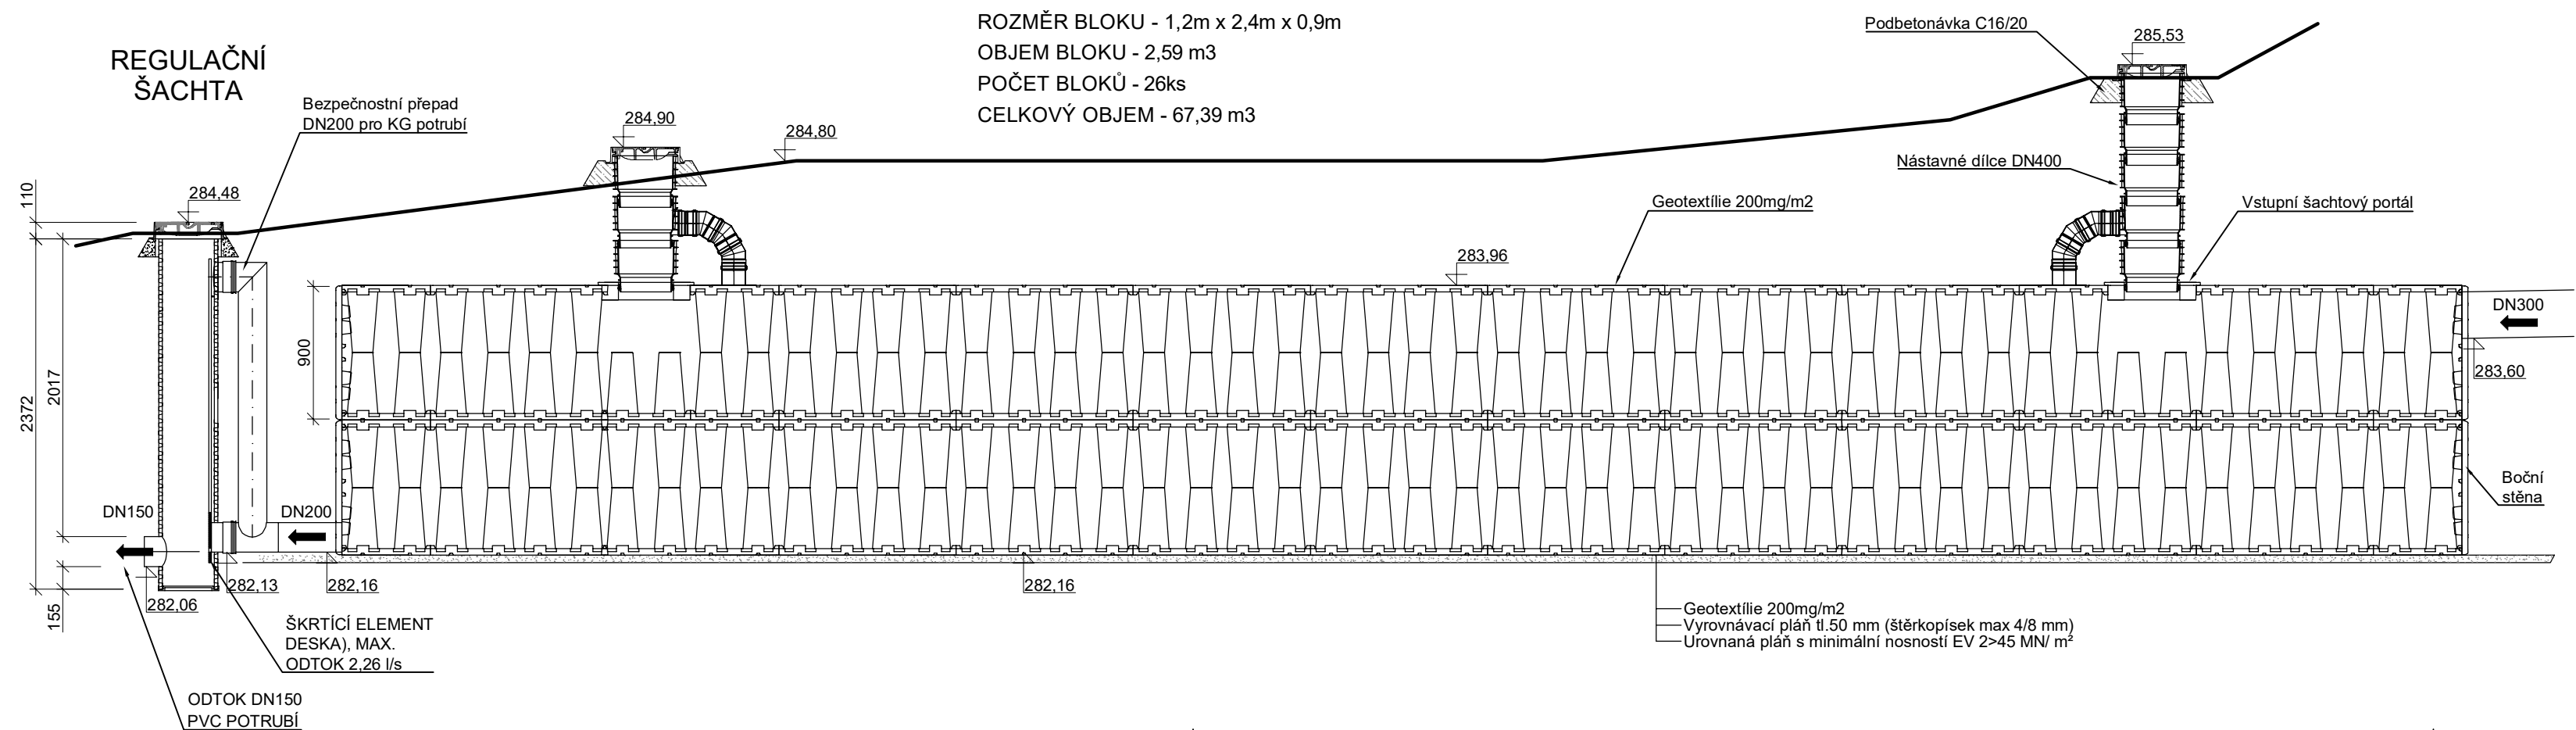 ROZMĚR BLOKU - 1,2m x 2,4m x 0,9m
OBJEM BLOKU - 2,59 m3
POČET BLOKŮ - 26ks
CELKOVÝ OBJEM - 67,39 m3
REGULAČNÍ
ŠACHTA
Bezpečnostní přepad
DN200 pro KG potrubí
284,90
284,80
Podbetonávka C16/20
285,53
110
284,48
Nástavné dílce DN400
Geotextílie 200mg/m2
Vstupní šachtový portál
283,96
DN300
283,60
900
2017
2372
DN150
DN200
Boční
stěna
282,06
282,13
282,16
282,16
155
ŠKRTÍCÍ ELEMENT
DESKA), MAX.
ODTOK 2,26 l/s
ODTOK DN150
PVC POTRUBÍ
Geotextílie 200mg/m2
Vyrovnávací pláň tl.50 mm (štěrkopísek max 4/8 mm)
Urovnaná pláň s minimální nosností EV 2>45 MN/ m²